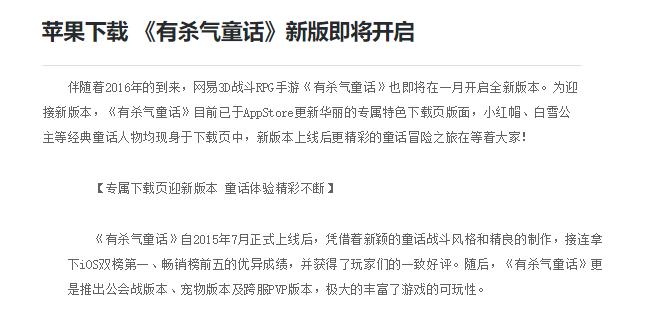 苹果下载 《有杀气童话》新版即将开启
伴随着2016年的到来，网易3D战斗RPG手游《有杀气童话》也即将在一月开启全新版本。为迎
接新版本，《有杀气童话》目前已于AppStore更新华丽的专属特色下载页版面，小红帽、白雪公
主等经典童话人物均现身于下载页中，新版本上线后更精彩的童话冒险之旅在等着大家！
【专属下载页迎新版本 童话体验精彩不断】
《有杀气童话》自2015年7月正式上线后，凭借着新颖的童话战斗风格和精良的制作，接连拿
下iOS双榜第一、畅销榜前五的优异成绩，并获得了玩家们的一致好评。随后，《有杀气童话》更
是推出公会战版本、宠物版本及跨服PVP版本，极大的丰富了游戏的可玩性。